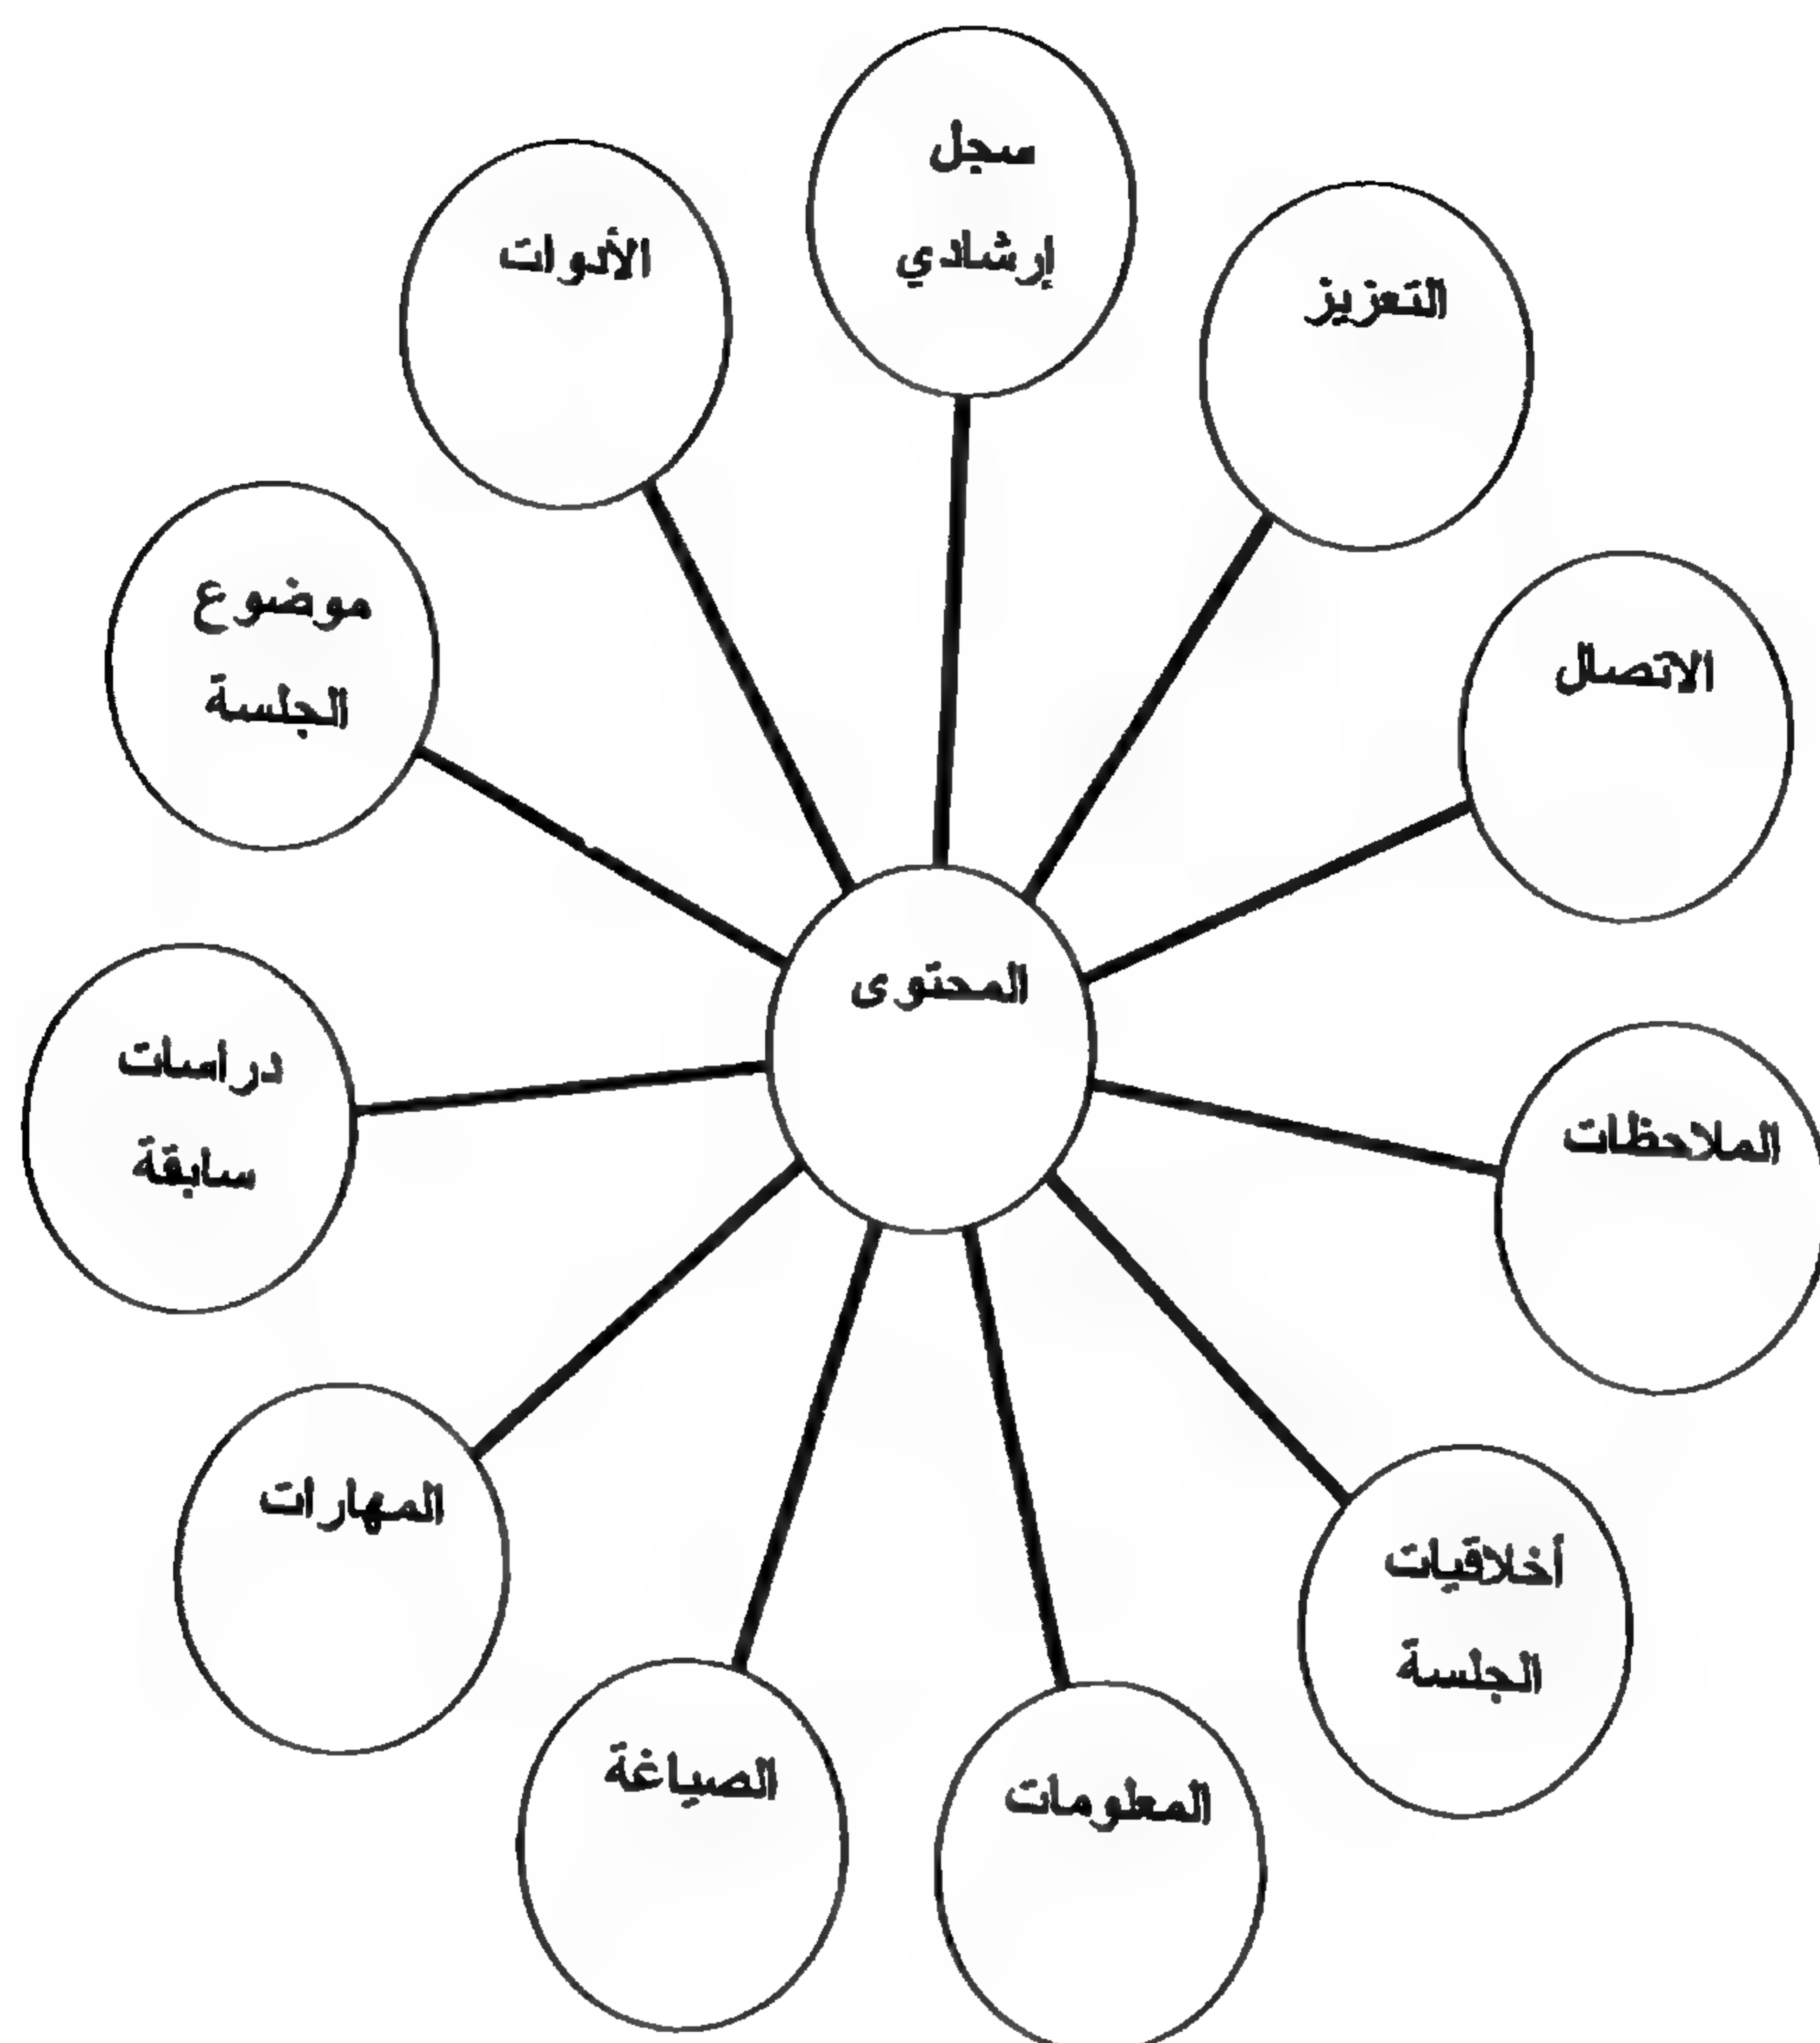 سجل
إرشادي
التعزيز
الاتصال
الملاحظات
أخلاقيات
الجلسة
المعلومات
الصياغة
المهارات
دراسات
سابقة
موضوع
الجلسة
الأدوات
المحتوى